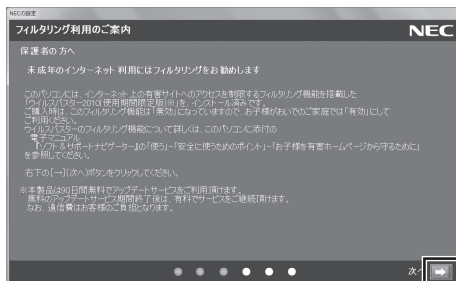 NECの設定
フィルタリング利用のご案内
NEC
保護者の方へ
未成年のインターネット利用にはフィルタリングをお勧めします
このパソコンには、インターネット上の有害サイトへのアクセスを制限するフィルタリング機能を搭載した
「ウイルスバスター2010(使用期間限定版)※」を、インストール済みです。
ご購入時は、このフィルタリング機能は「無効」になっていますので、お子様がおいでのご家庭では「有効」にして
ご利用ください。
ウイルスバスターのフィルタリング機能について詳しくは、このパソコンに添付の
電子マニュアル
『ソフト&サポートナビゲーター』の「使う」-「安全に使うためのポイント」-「お子様を有害ホームページから守るために」
を参照してください。
右下の[→](次へ)ボタンをクリックしてください。
※本製品は90日間無料でアップデートサービスをご利用頂けます。
無料のアップデートサービス期間終了後は、有料でサービスをご継続頂けます。
なお、通信費はお客様のご負担となります。
次へ